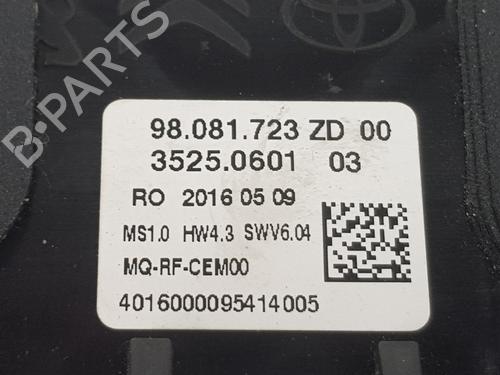 98.081.723 ZD 00
3525.0601 03
RO 2016 05 09
MS1.0 HW4.3 SWV6.04
MQ-RF-CEM00
4016000095414005
B-PARTS